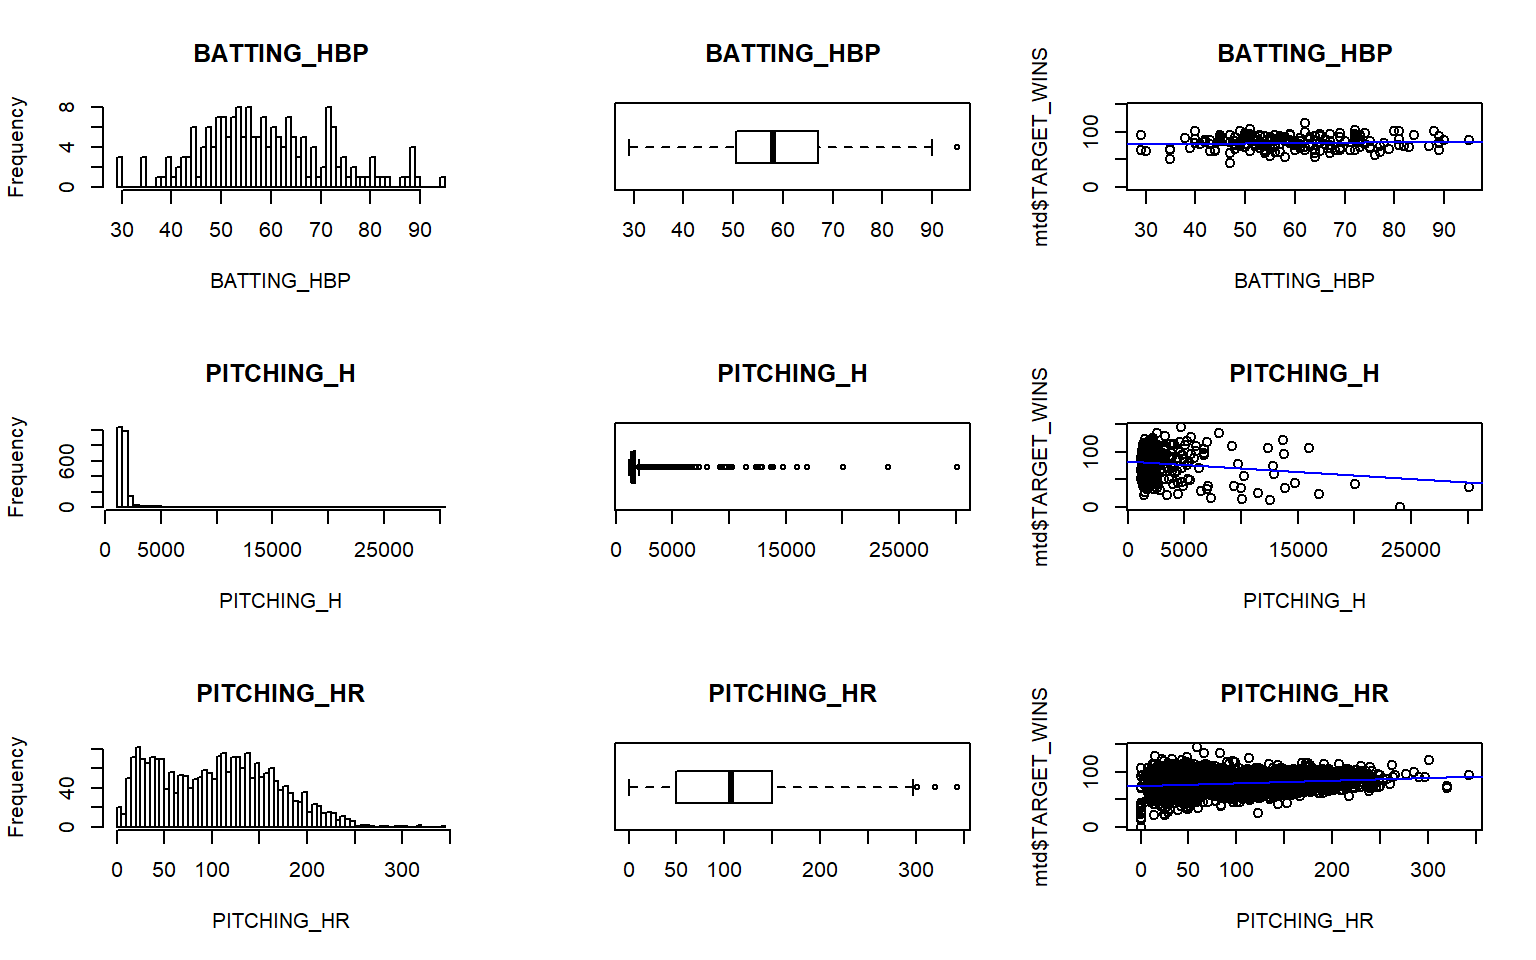 BATTING_HBP
Frequency
0 4 8
30 40 50 60 70 80 90
BATTING_HBP
BATTING_HBP
30 40 50 60 70 80 90
BATTING_HBP
mtd$TARGET_WINS
0 100
30 40 50 60 70 80 90
BATTING_HBP
PITCHING_H
Frequency
0 600
0 5000 15000 25000
PITCHING_H
PITCHING_H
0 5000 15000 25000
PITCHING_H
mtd$TARGET_WINS
0 100
0 5000 15000 25000
PITCHING_H
PITCHING_HR
Frequency
0 40
0 50 100 200 300
PITCHING_HR
PITCHING_HR
0 50 100 200 300
PITCHING_HR
mtd$TARGET_WINS
0 100
0 50 100 200 300
PITCHING_HR